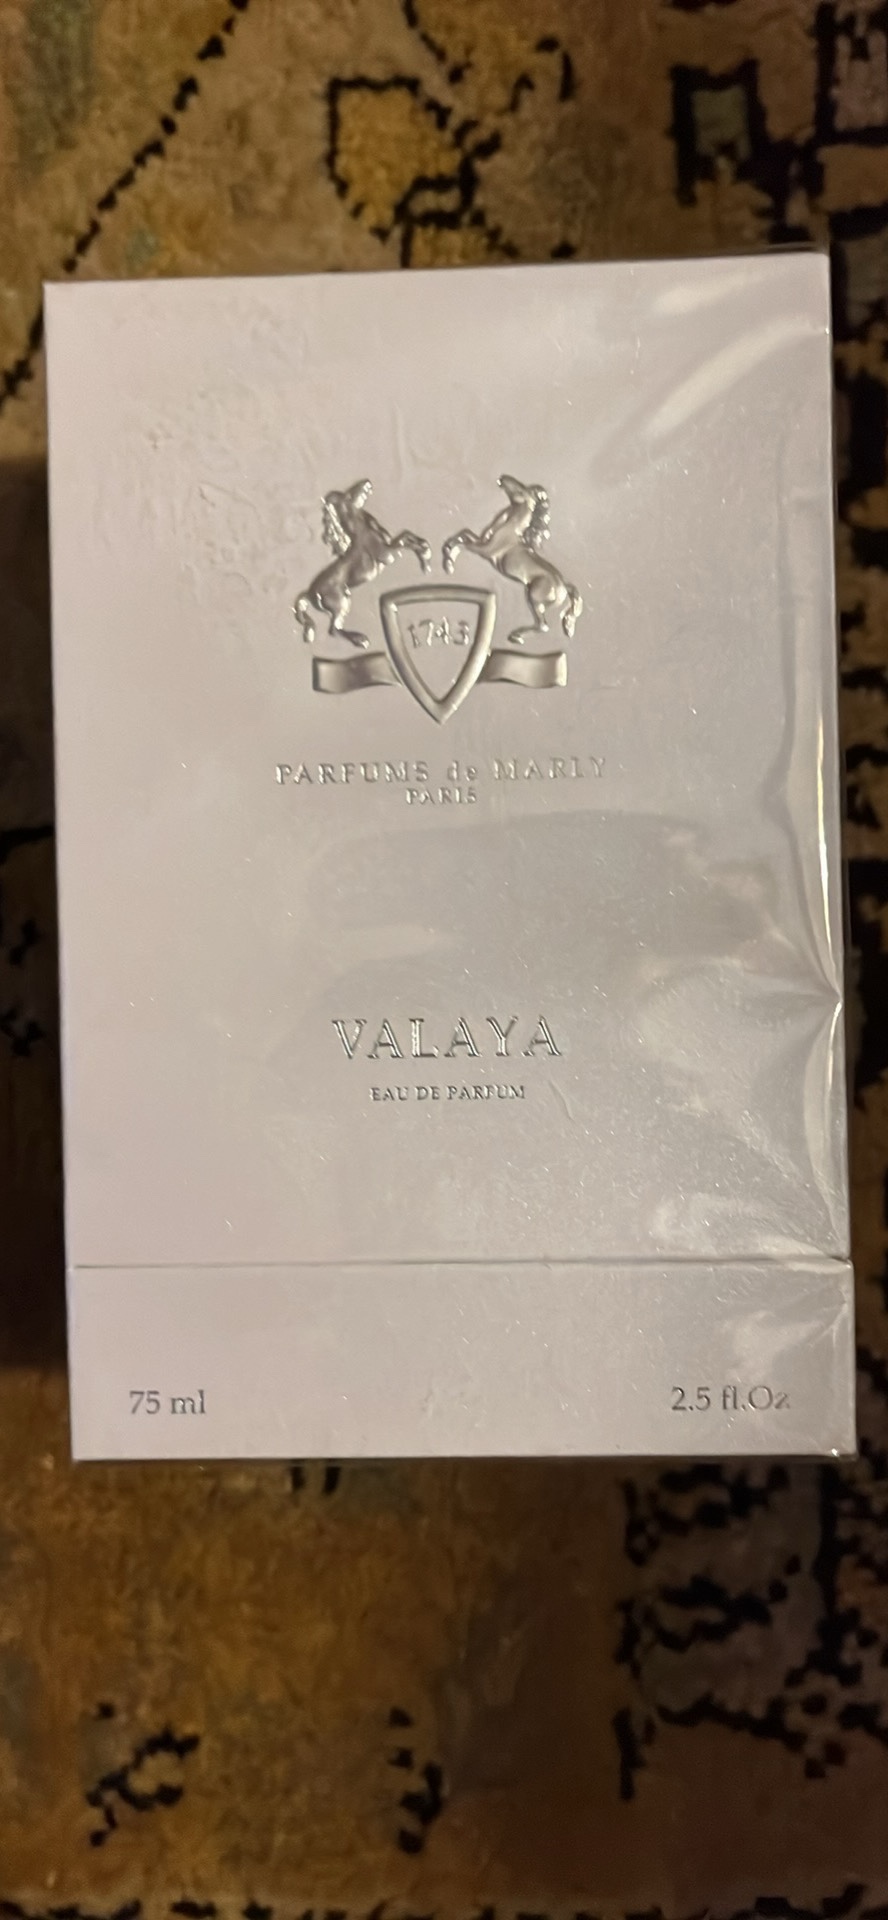 1743
PARFUMS de MARLY
PARIS
VALAYA
EAU DE PARFUM
75 ml 2.5 fl.Oz